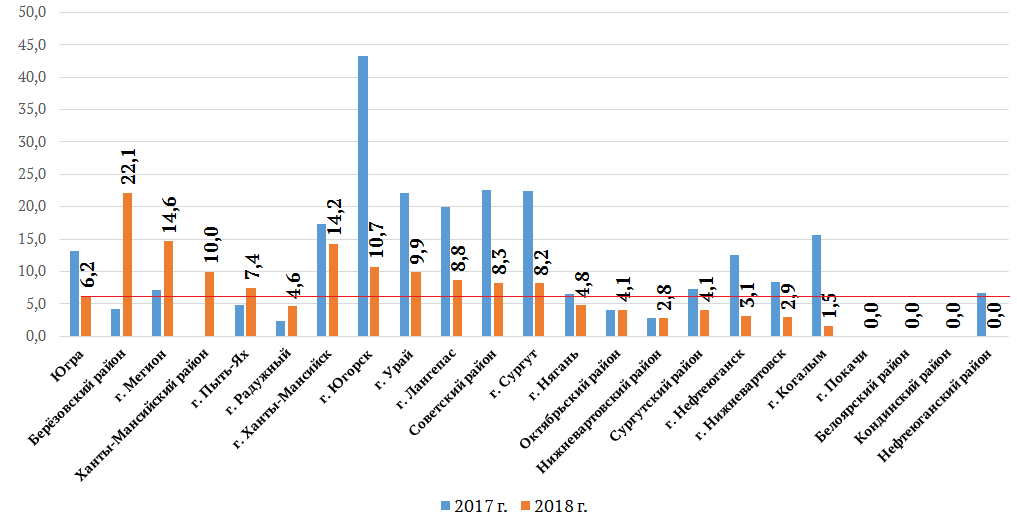 50,0
45,0
40,0
35,0
30,0
25,0
20,0
15,0
10,0
5,0
0,0
6,2
22,1
14,6
10,0
7,4
4,6
14,2
10,7
9,9
8,8
8,3
8,2
4,8
4,1
2,8
4,1
3,1
2,9
1,5
0,0
0,0
0,0
0,0
Югра
Берёзовский район
г. Мегион
Ханты-Мансийский район
г. Пыть-Ях
г. Радужный
г. Ханты-Мансийск
г. Югорск
г. Урай
г. Лангепас
Советский район
г. Сургут
г. Нягань
Октябрьский район
Нижневартовский район
Сургутский район
г. Нефтеюганск
г. Нижневартовск
г. Когалым
г. Покачи
Белоярский район
Кондинский район
Нефтеюганский район
2017 г.
2018 г.